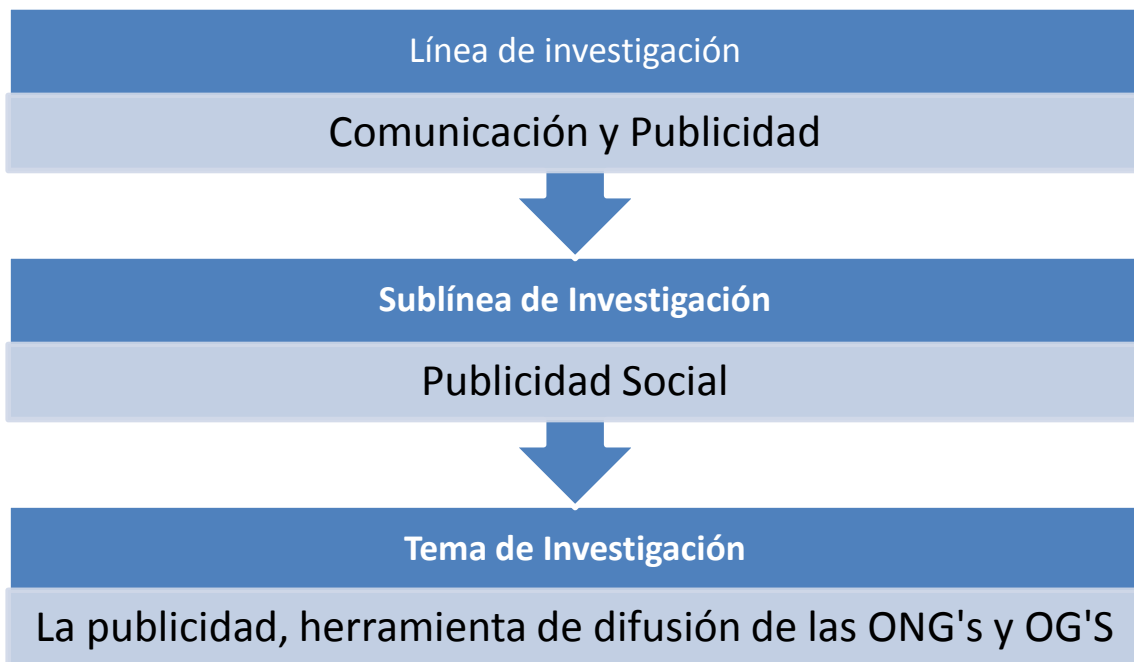 Línea de investigación
Comunicación y Publicidad
Sublínea de Investigación
Publicidad Social
Tema de Investigación
La publicidad, herramienta de difusión de las ONG's y OG'S